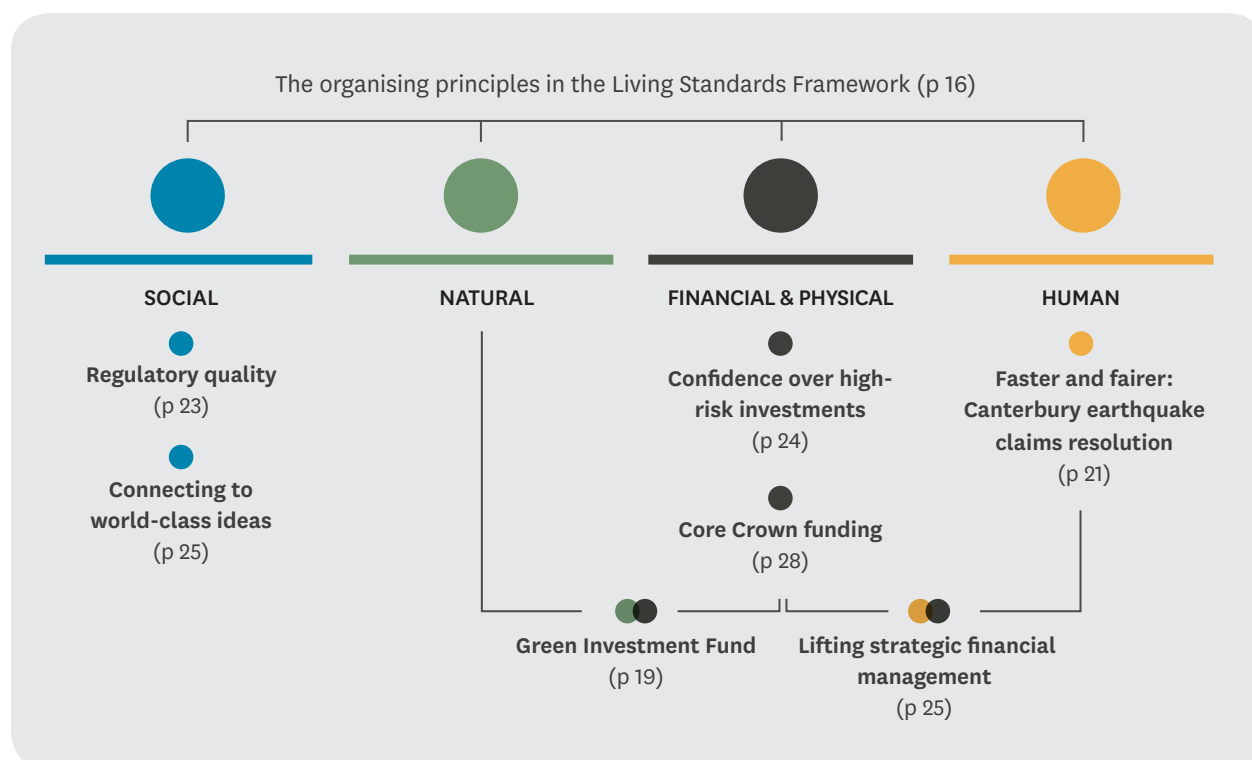 The organising principles in the Living Standards Framework (p 16)
SOCIAL
Regulatory quality
(p 23)
Connecting to
world-class ideas
(p 25)
NATURAL
FINANCIAL & PHYSICAL
Confidence over high-
risk investments
(p 24)
Core Crown funding
(p 28)
HUMAN
Faster and fairer:
Canterbury earthquake
claims resolution
(p 21)
Green Investment Fund
(p 19)
Lifting strategic financial
management
(p 25)